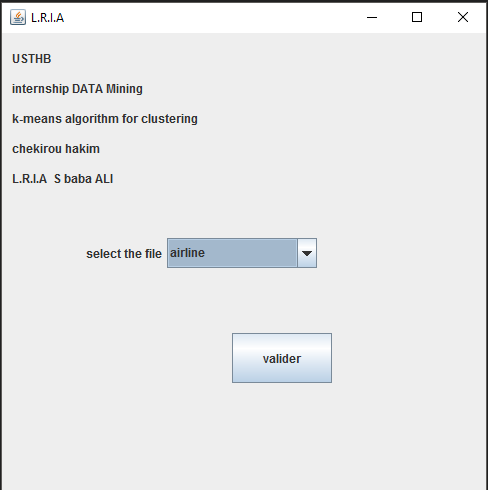 L.R.I.A
USTHB
internship DATA Mining
k-means algorithm for clustering
chekirou hakim
L.R.I.A  S baba ALI
select the file airline
valider